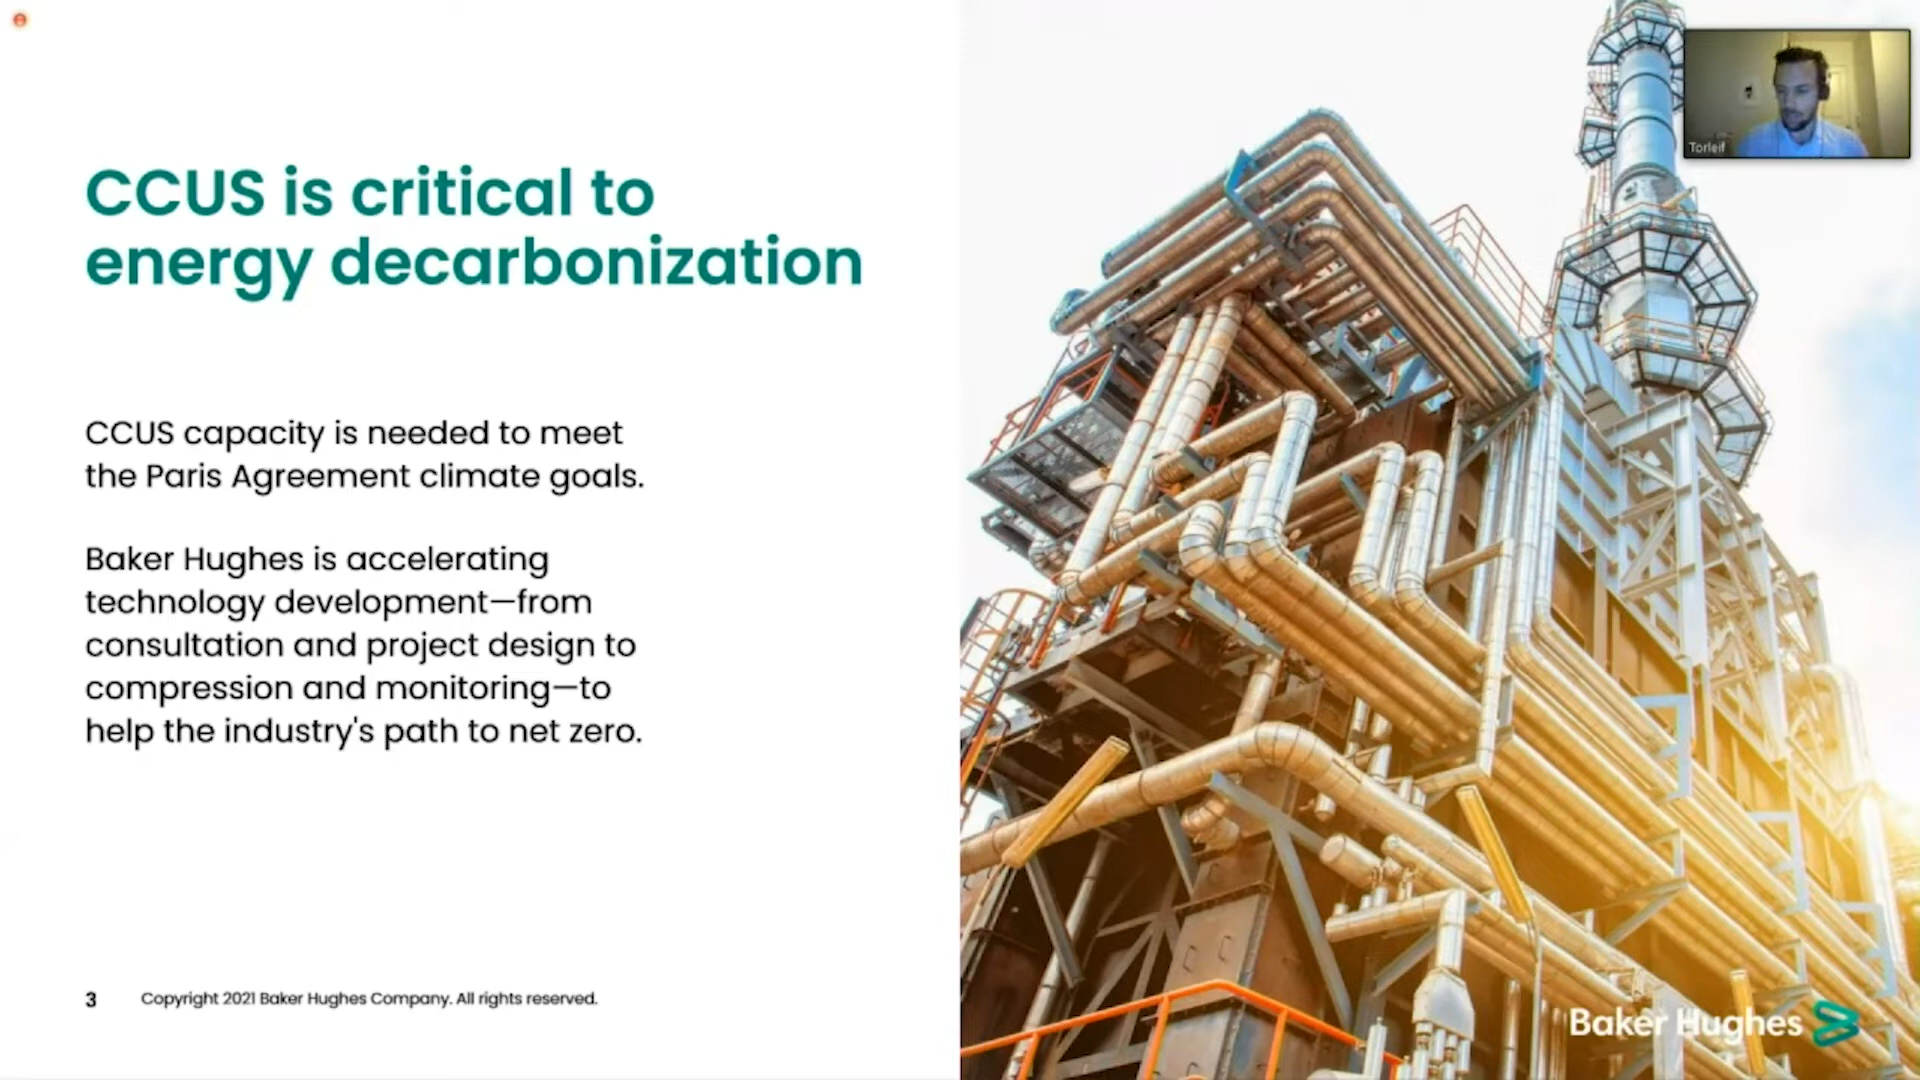 CCUS is critical to
energy decarbonization
CCUS capacity is needed to meet
the Paris Agreement climate goals.
Baker Hughes is accelerating
technology development—from
consultation and project design to
compression and monitoring—to
help the industry's path to net zero.
3 Copyright 2021 Baker Hughes Company. All rights reserved.
Torleif
Baker Hughes